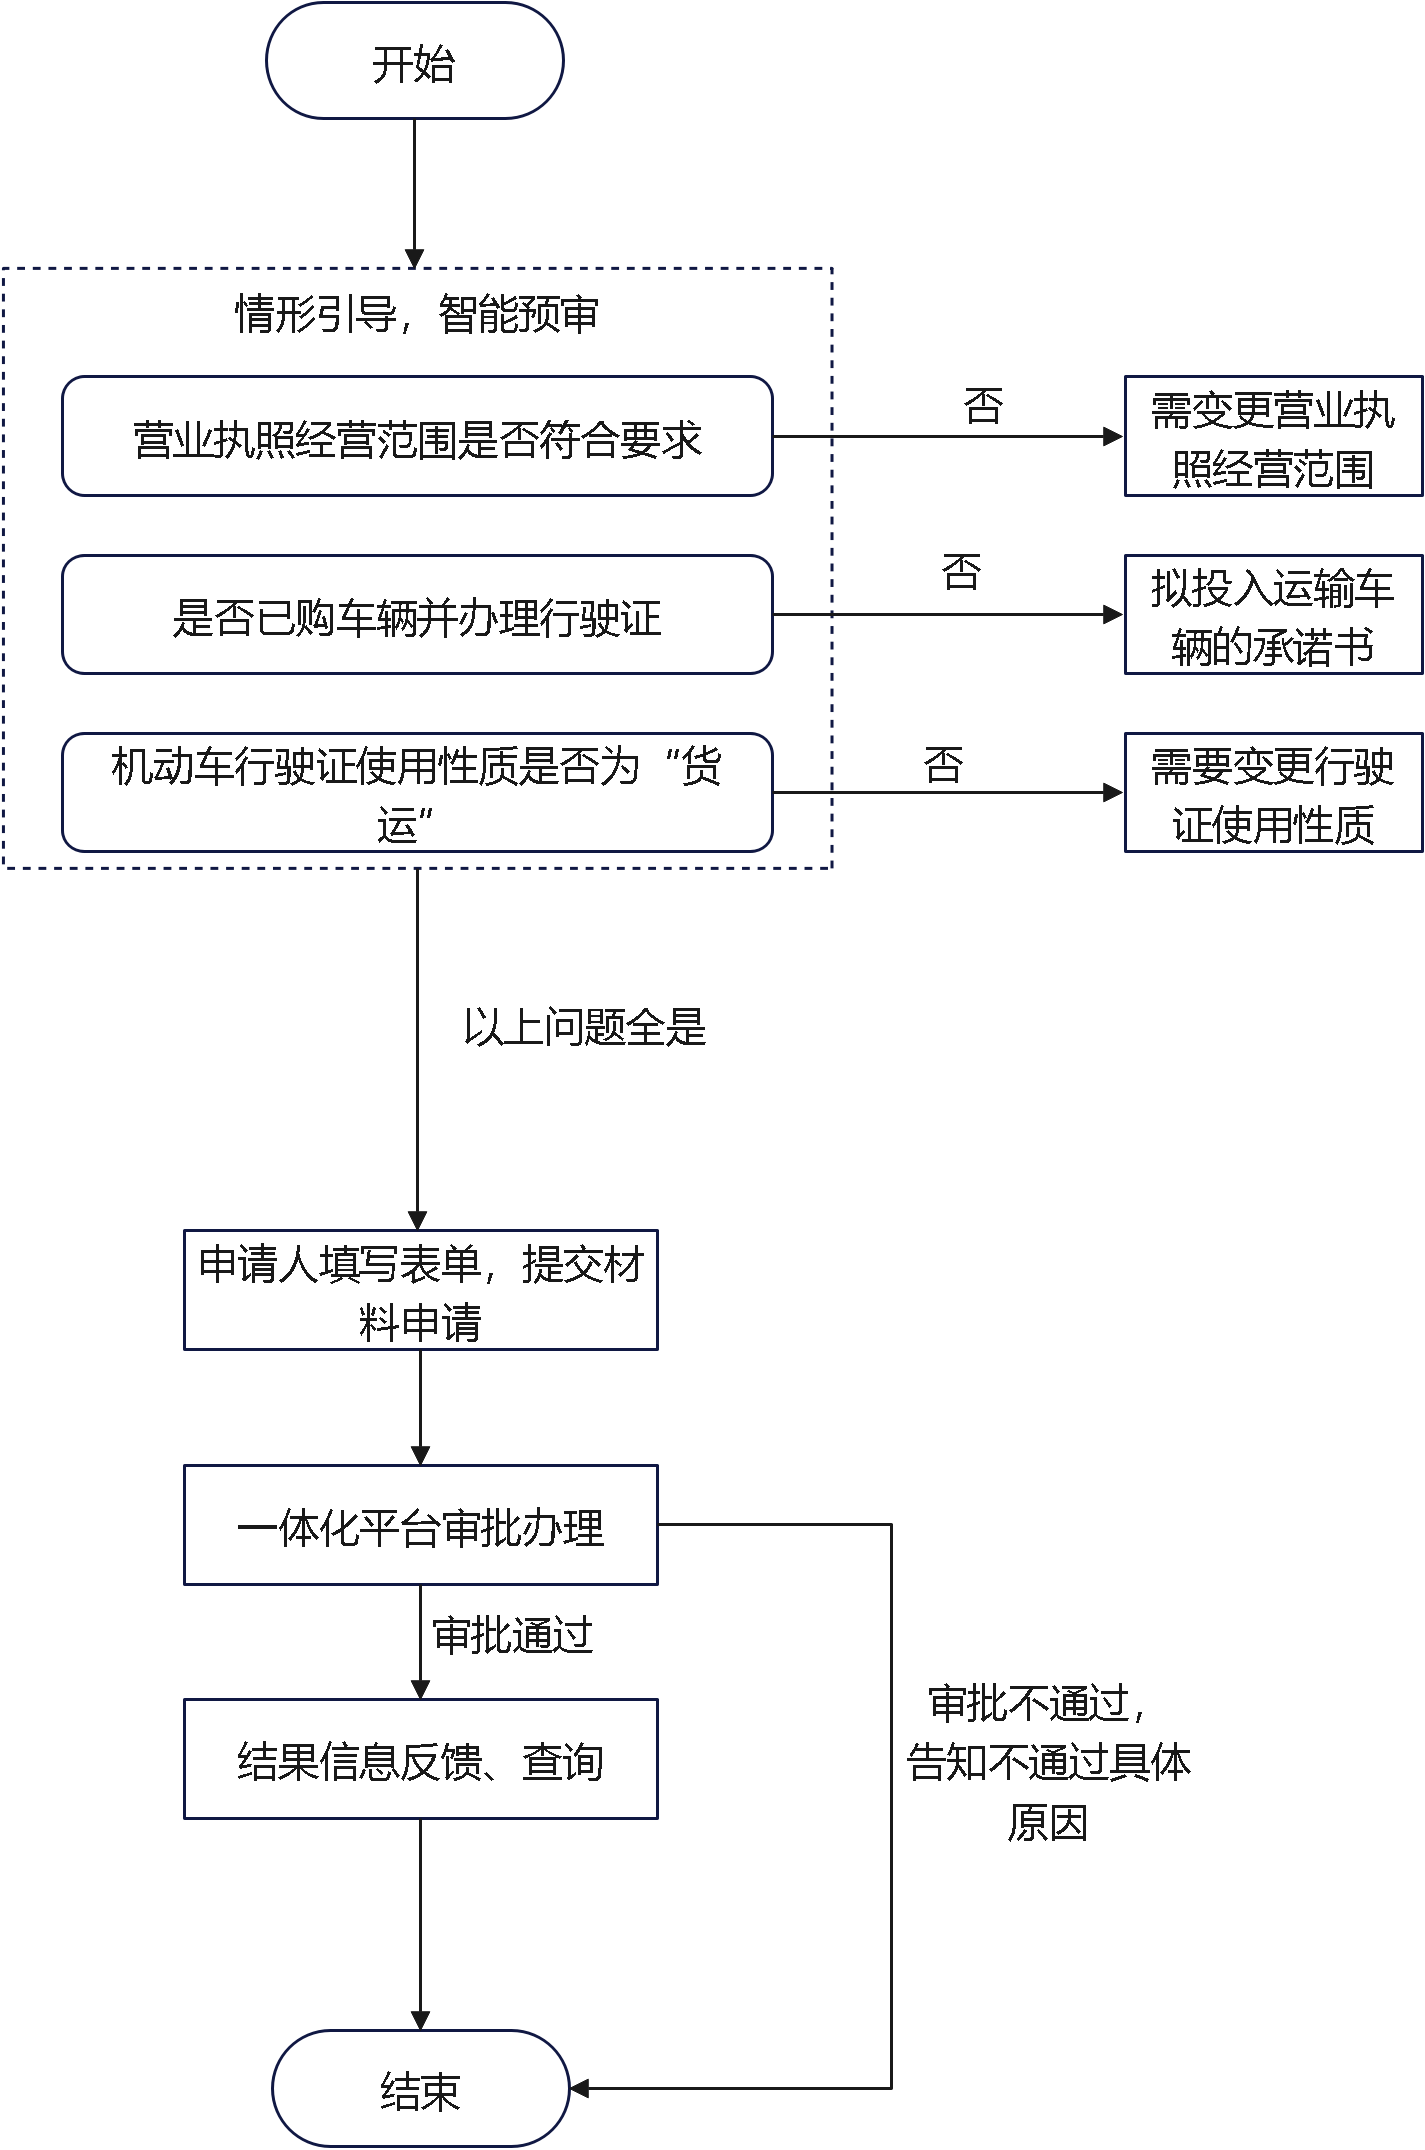 开始
情形引导，智能预审
营业执照经营范围是否符合要求
否
需变更营业执
照经营范围
是否已购车辆并办理行驶证
否
拟投入运输车
辆的承诺书
机动车行驶证使用性质是否为“货
运”
否
需要变更行驶
证使用性质
以上问题全是
申请人填写表单，提交材
料申请
一体化平台审批办理
审批通过
审批不通过，
告知不通过具体
原因
结果信息反馈、查询
结束